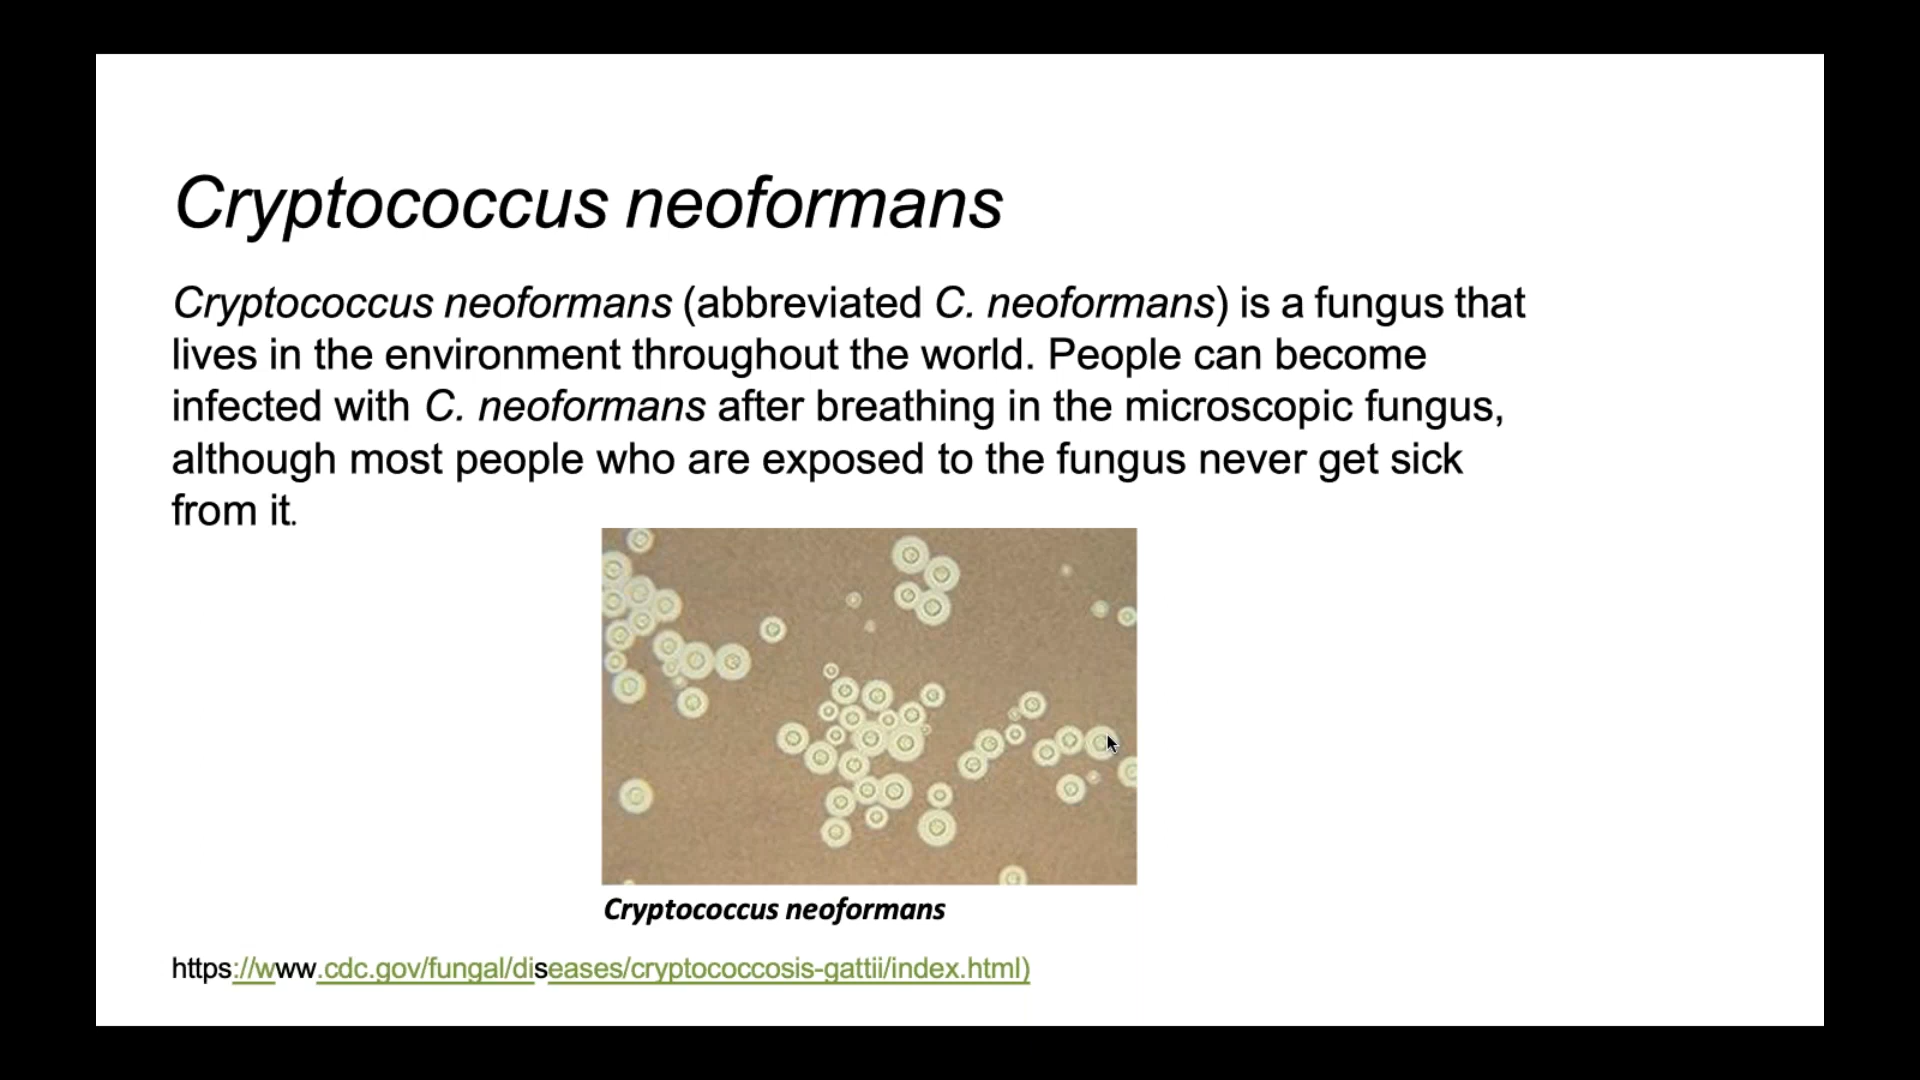 Cryptococcus neoformans
Cryptococcus neoformans (abbreviated C. neoformans) is a fungus that
lives in the environment throughout the world. People can become
infected with C. neoformans after breathing in the microscopic fungus,
although most people who are exposed to the fungus never get sick
from it.
Cryptococcus neoformans
https://www.cdc.gov/fungal/diseases/cryptococcosis-gattii/index.html)